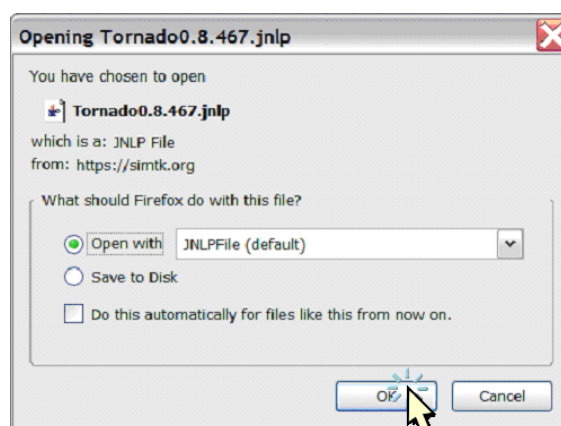 Opening Tornado0.8.467.jnlp
You have chosen to open
Tornado0.8.467.jnlp
which is a: JNLP File
from: https://simtk.org
What should Firefox do with this file?
Open with JNLPFile (default)
Save to Disk
Do this automatically for files like this from now on.
OK Cancel